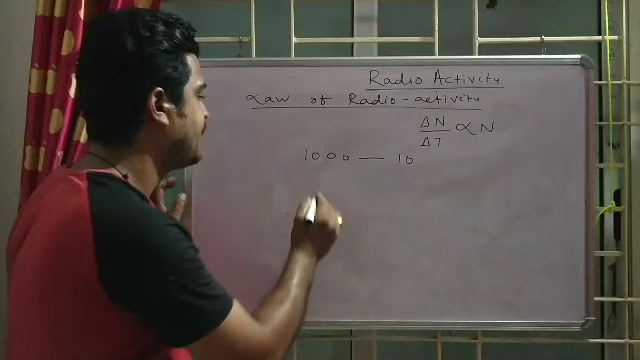 Radio Activity
Law of Radio-activity
ΔN/ΔT ∝ N
1000 — 10